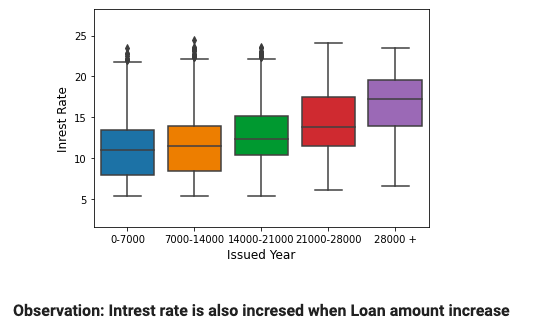 25
20
15
10
5
Inrest Rate
0-7000 7000-14000 14000-21000 21000-28000 28000 +
Issued Year
Observation: Intrest rate is also incresed when Loan amount increase